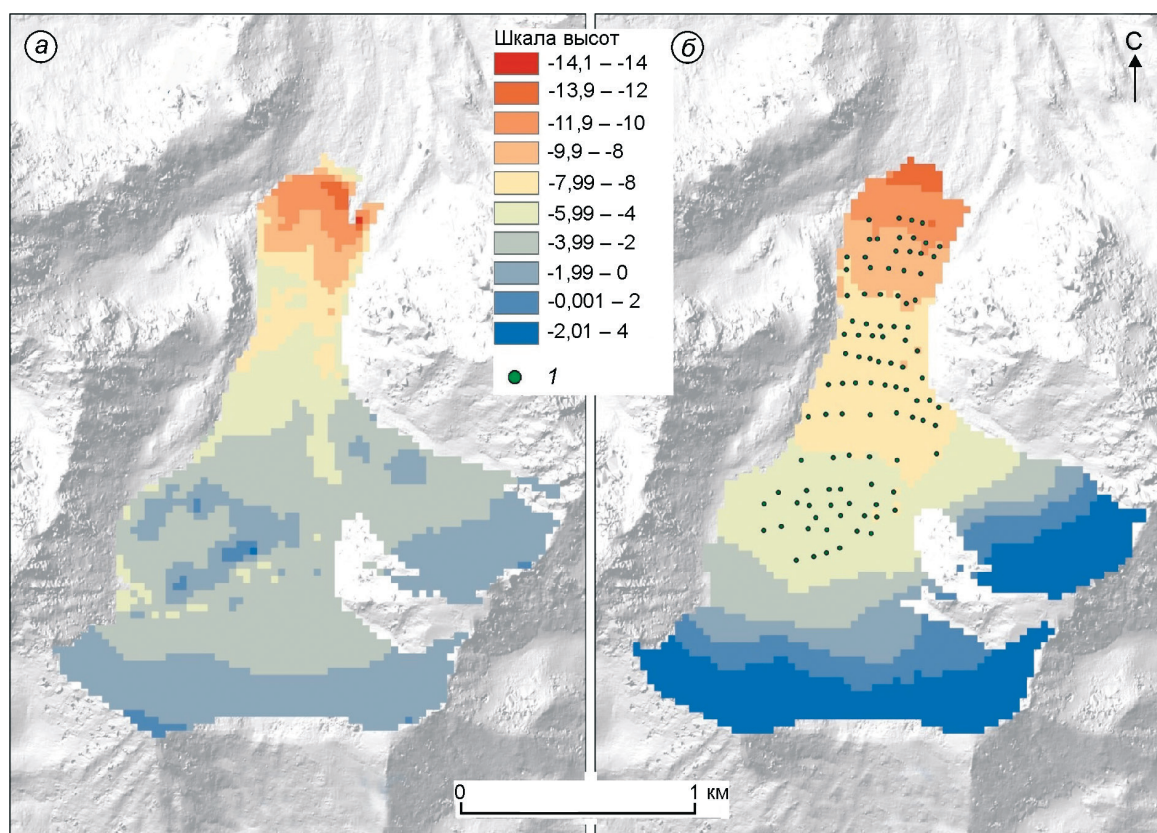 а
Шкала высот
-14,1 – -14
-13,9 – -12
-11,9 – -10
-9,9 – -8
-7,99 – -8
-5,99 – -4
-3,99 – -2
-1,99 – 0
-0,001 – 2
-2,01 – 4
1
б
С
0 1 км